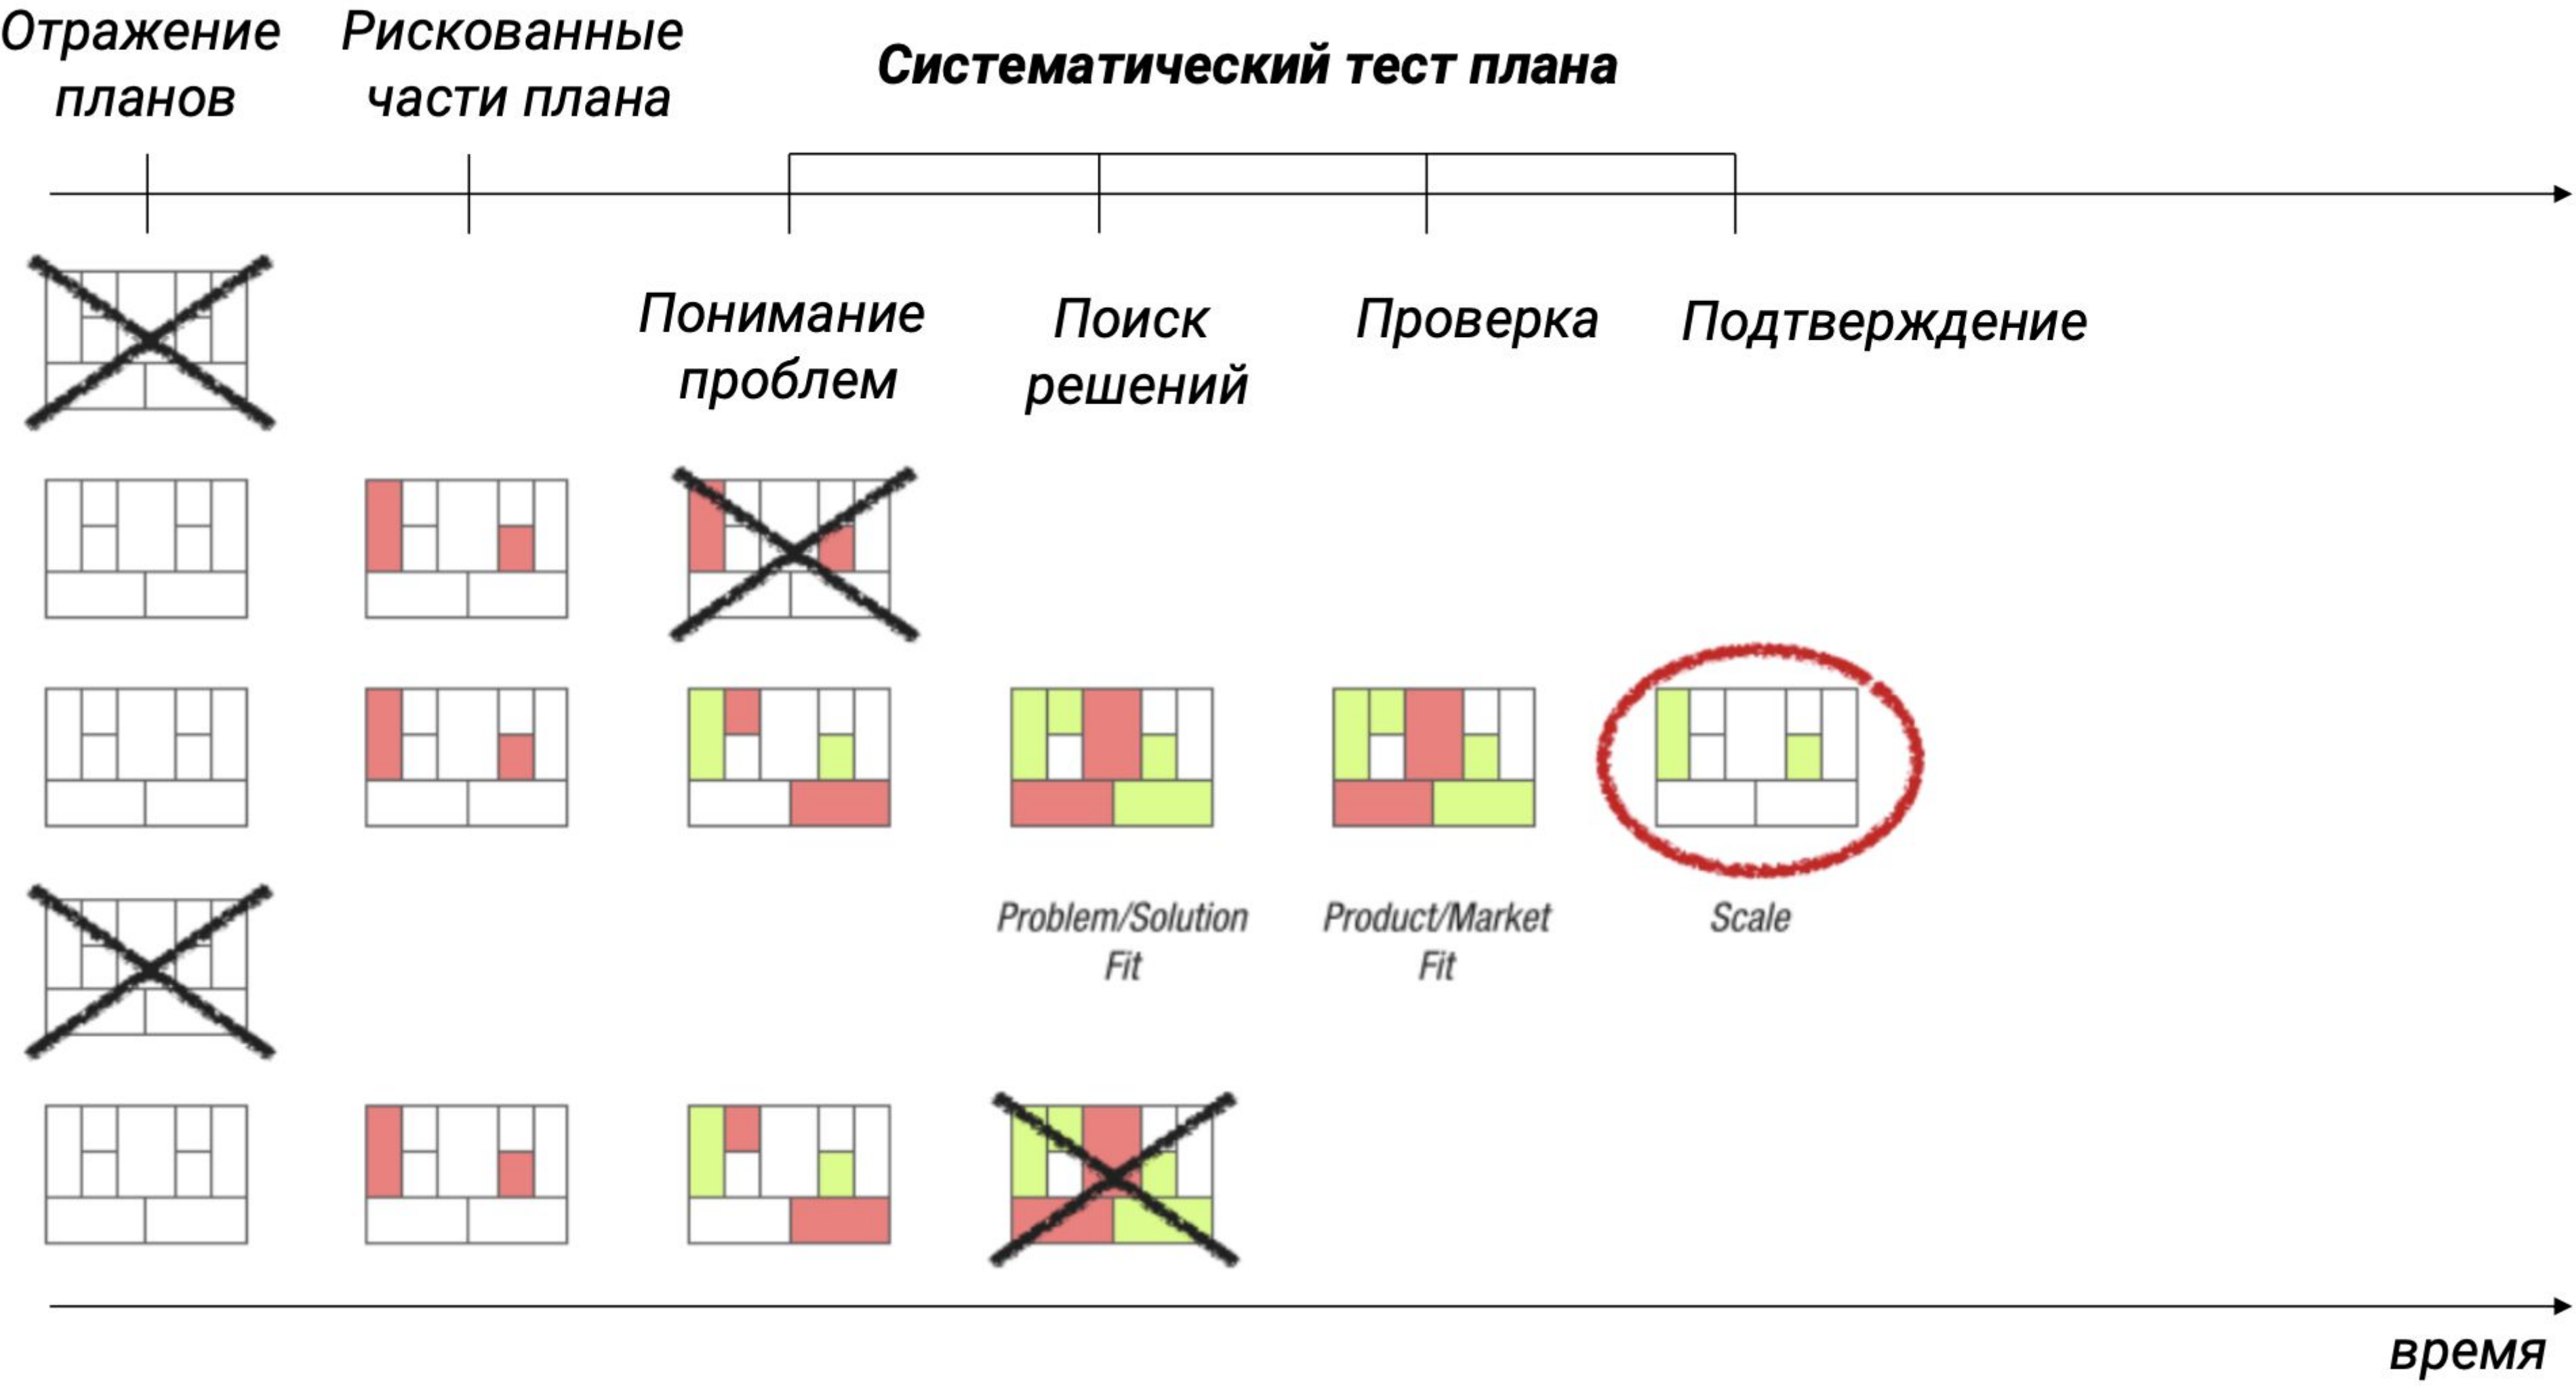 Отражение
планов
Рискованные
части плана
Систематический тест плана
Понимание
проблем
Поиск
решений
Проверка
Подтверждение
Problem/Solution
Fit
Product/Market
Fit
Scale
время